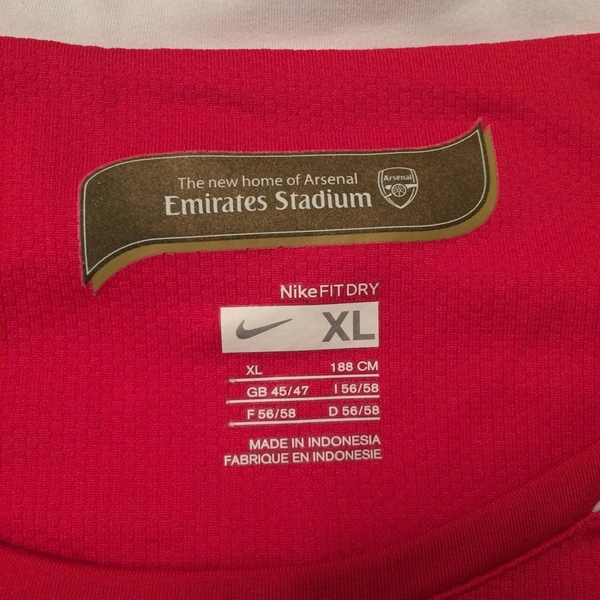 The new home of Arsenal
Emirates Stadium
Arsenal
NikeFITDRY
XL
XL 188 CM
GB 45/47 I 56/58
F 56/58 D 56/58
MADE IN INDONESIA
FABRIQUE EN INDONESIE